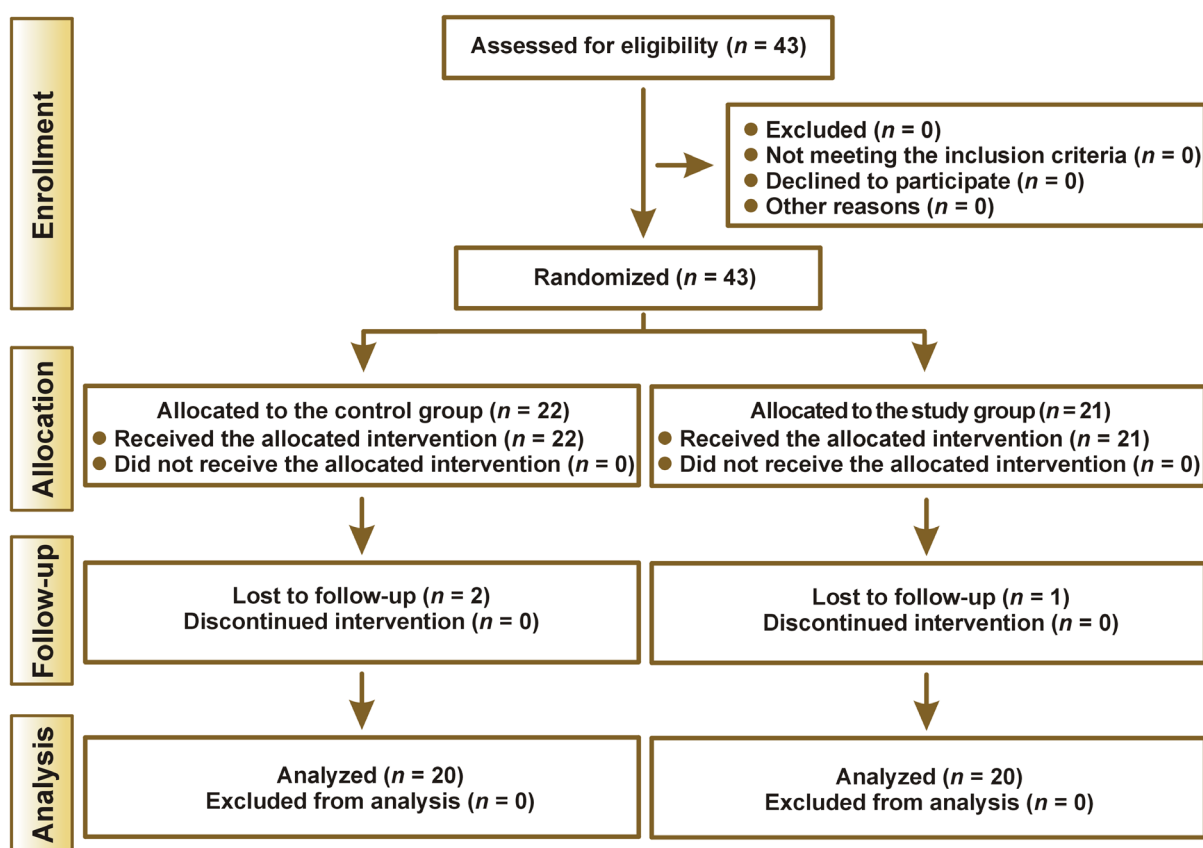 Enrollment
Assessed for eligibility (n = 43)
● Excluded (n = 0)
● Not meeting the inclusion criteria (n = 0)
● Declined to participate (n = 0)
● Other reasons (n = 0)
Randomized (n = 43)
Allocation
Allocated to the control group (n = 22)
● Received the allocated intervention (n = 22)
● Did not receive the allocated intervention (n = 0)
Allocated to the study group (n = 21)
● Received the allocated intervention (n = 21)
● Did not receive the allocated intervention (n = 0)
Follow-up
Lost to follow-up (n = 2)
Discontinued intervention (n = 0)
Lost to follow-up (n = 1)
Discontinued intervention (n = 0)
Analysis
Analyzed (n = 20)
Excluded from analysis (n = 0)
Analyzed (n = 20)
Excluded from analysis (n = 0)